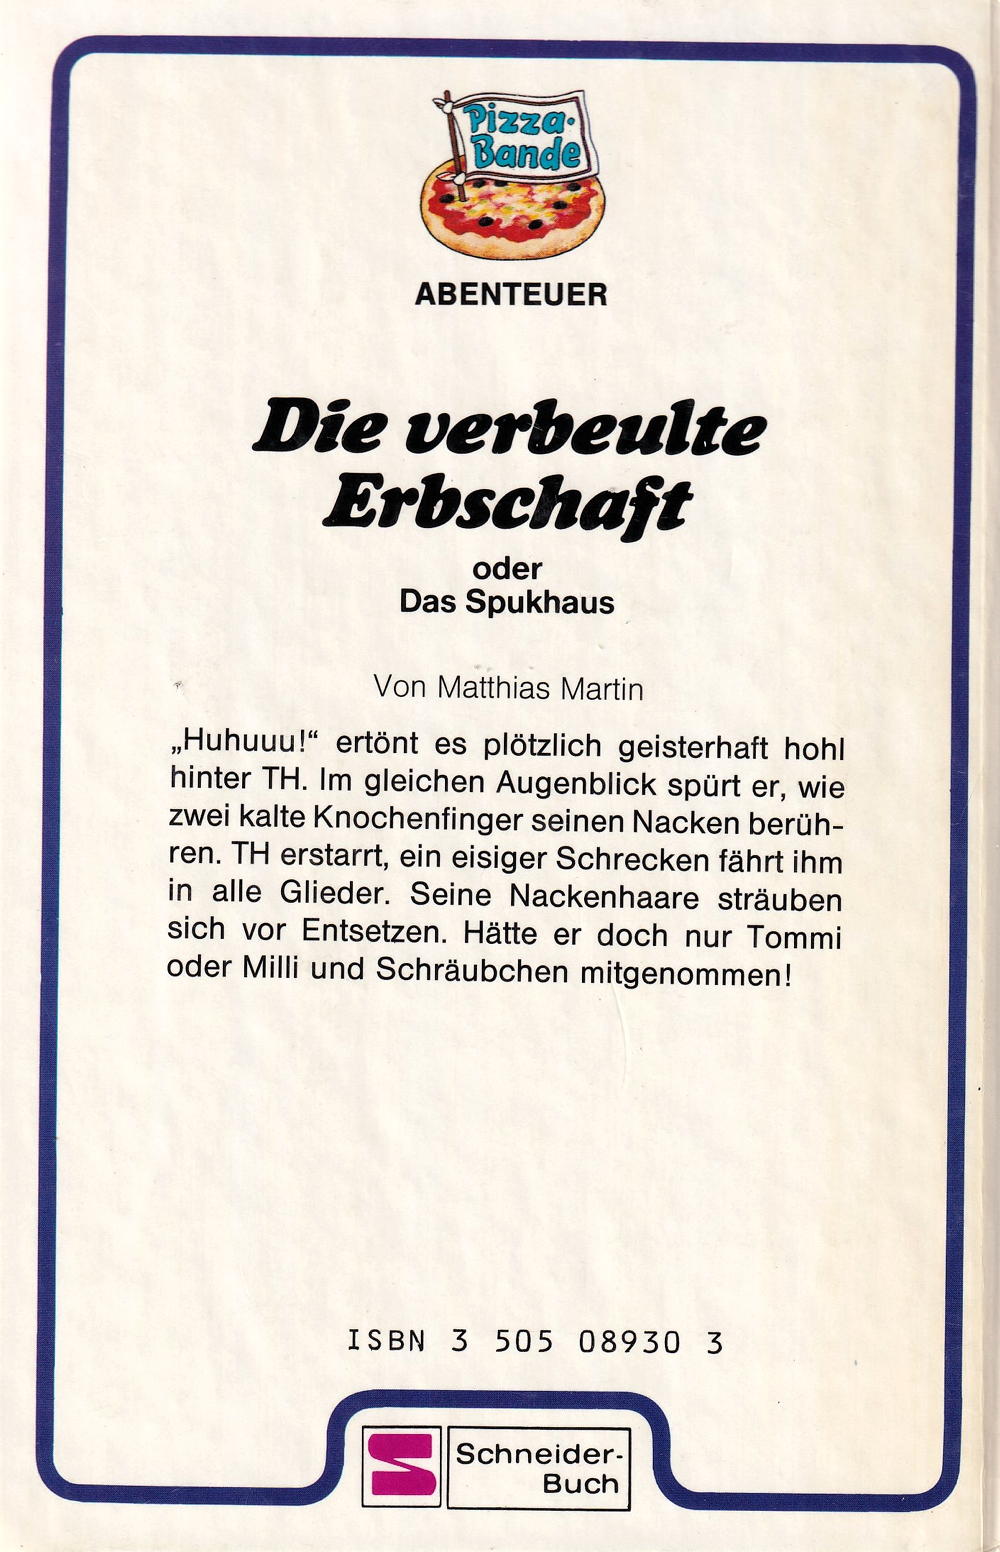 Pizza-
Bande
ABENTEUER
Die verbeulte
Erbschaft
oder
Das Spukhaus
Von Matthias Martin
„Huhuuu!“ ertönt es plötzlich geisterhaft hohl
hinter TH. Im gleichen Augenblick spürt er, wie
zwei kalte Knochenfinger seinen Nacken berüh-
ren. TH erstarrt, ein eisiger Schrecken fährt ihm
in alle Glieder. Seine Nackenhaare sträuben
sich vor Entsetzen. Hätte er doch nur Tommi
oder Milli und Schräubchen mitgenommen!
ISBN 3 505 08930 3
Schneider-
Buch